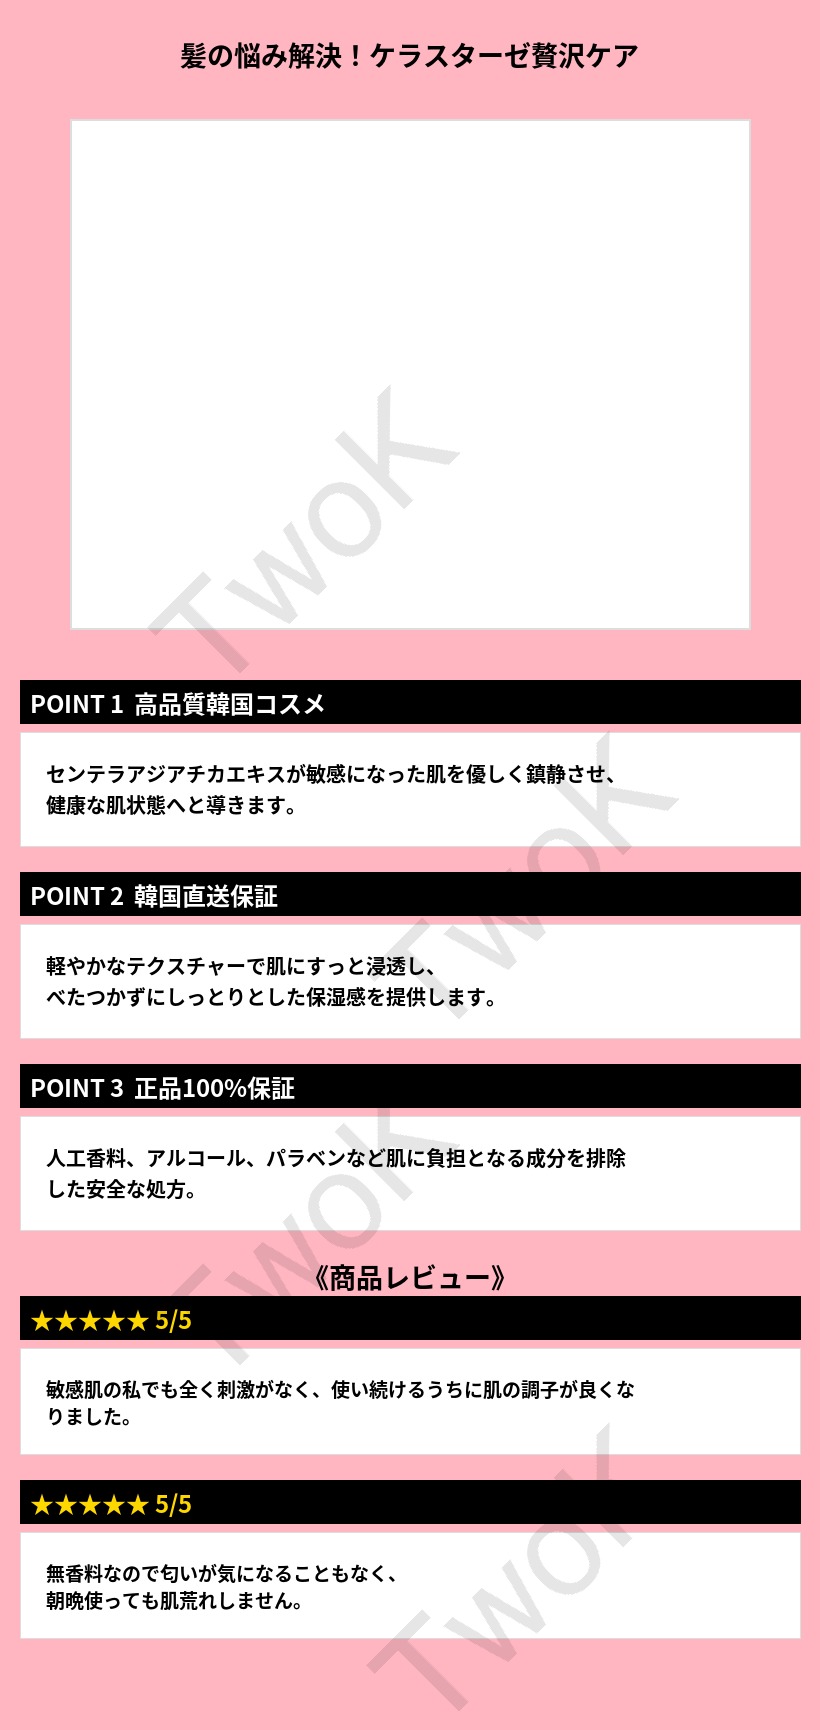 髪の悩み解決！ケラスターゼ贅沢ケア
TwoK
POINT 1 高品質韓国コスメ
センテラアジアチカエキスが敏感になった肌を優しく鎮静させ、
健康な肌状態へと導きます。
TwoK
POINT 2 韓国直送保証
軽やかなテクスチャーで肌にすっと浸透し、
べたつかずにしっとりとした保湿感を提供します。
POINT 3 正品100%保証
人工香料、アルコール、パラベンなど肌に負担となる成分を排除
した安全な処方。
TwoK
《商品レビュー》
★★★★★ 5/5
敏感肌の私でも全く刺激がなく、使い続けるうちに肌の調子が良くな
りました。
★★★★★ 5/5
無香料なので匂いが気になることもなく、
朝晩使っても肌荒れしません。
TwoK